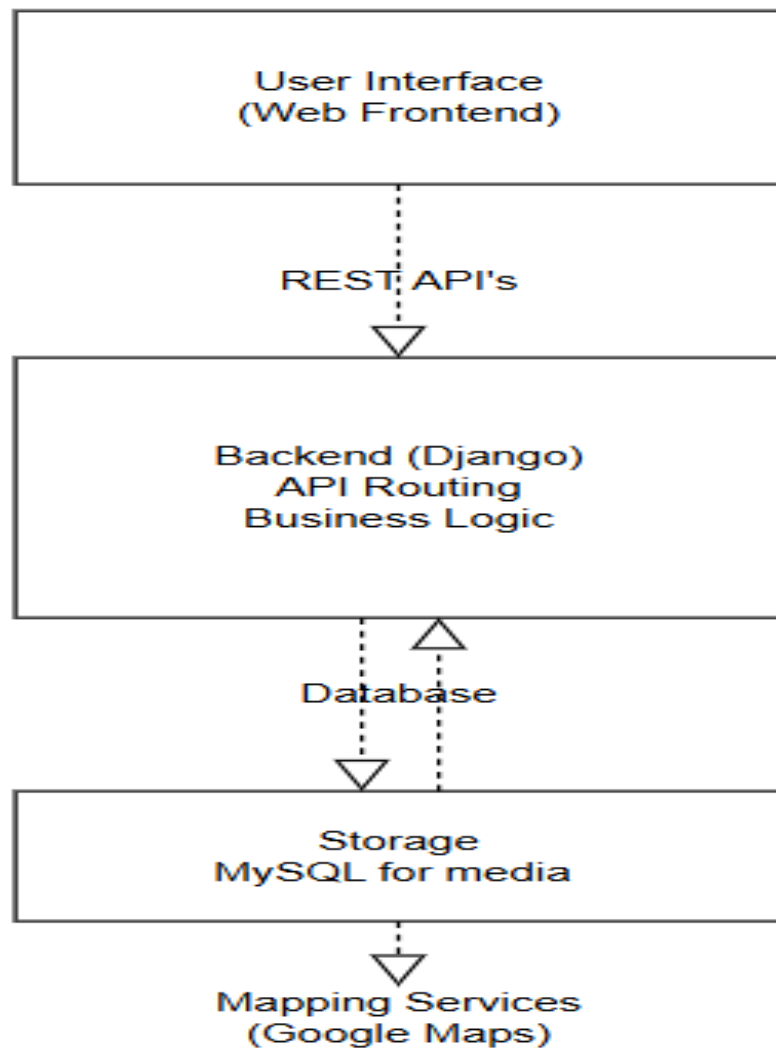 User Interface
(Web Frontend)
REST API's
Backend (Django)
API Routing
Business Logic
Database
Storage
MySQL for media
Mapping Services
(Google Maps)